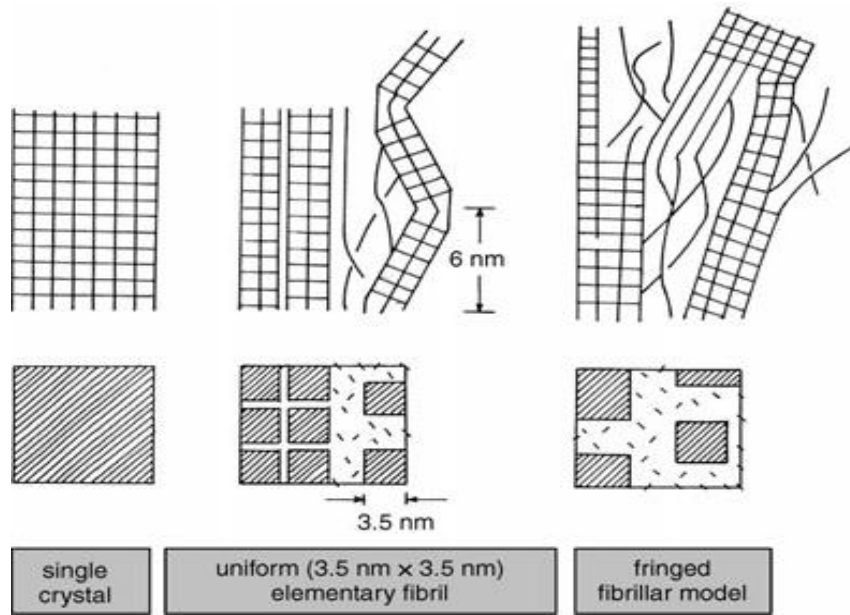 6 nm
3.5 nm
single
crystal
uniform (3.5 nm × 3.5 nm)
elementary fibril
fringed
fibrillar model